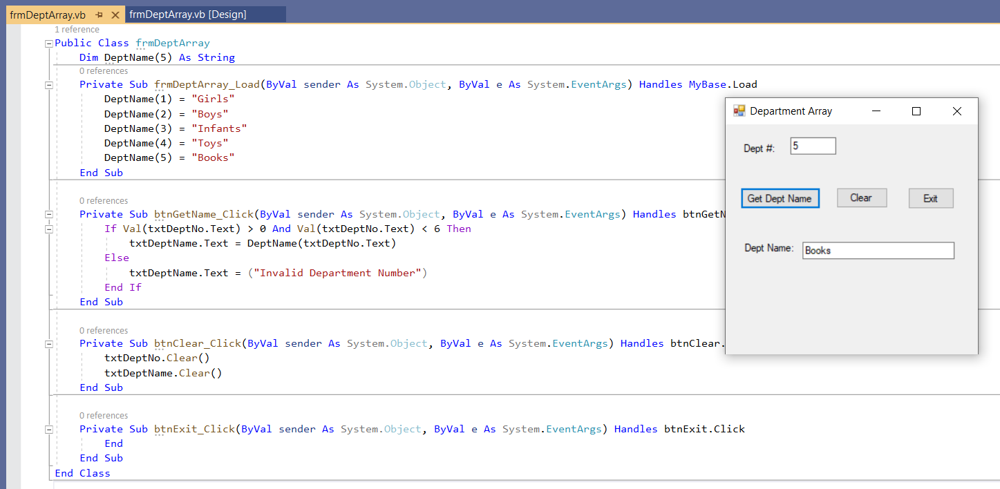 frmDeptArray.vb frmDeptArray.vb [Design]
1 reference
Public Class frmDeptArray
Dim DeptName(5) As String
0 references
Private Sub frmDeptArray_Load(ByVal sender As System.Object, ByVal e As System.EventArgs) Handles MyBase.Load
DeptName(1) = "Girls"
DeptName(2) = "Boys"
DeptName(3) = "Infants"
DeptName(4) = "Toys"
DeptName(5) = "Books"
End Sub
0 references
Private Sub btnGetName_Click(ByVal sender As System.Object, ByVal e As System.EventArgs) Handles btnGetN
If Val(txtDeptNo.Text) > 0 And Val(txtDeptNo.Text) < 6 Then
txtDeptName.Text = DeptName(txtDeptNo.Text)
Else
txtDeptName.Text = ("Invalid Department Number")
End If
End Sub
0 references
Private Sub btnClear_Click(ByVal sender As System.Object, ByVal e As System.EventArgs) Handles btnClear.
txtDeptNo.Clear()
txtDeptName.Clear()
End Sub
0 references
Private Sub btnExit_Click(ByVal sender As System.Object, ByVal e As System.EventArgs) Handles btnExit.Click
End
End Sub
End Class
Department Array
Dept #: 5
Get Dept Name Clear Exit
Dept Name: Books